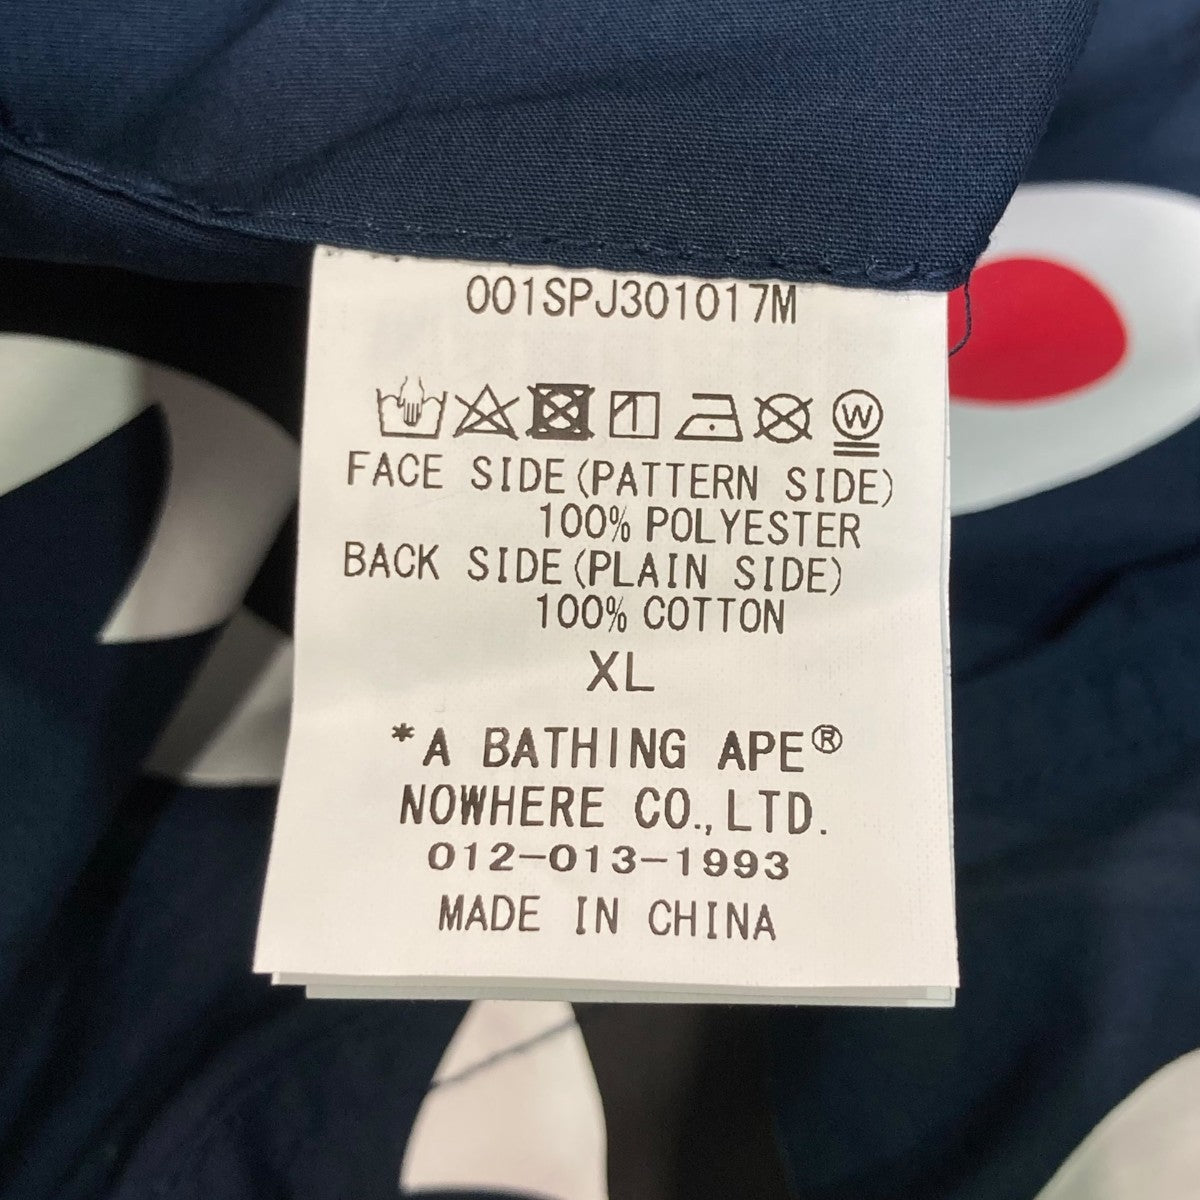 001SPJ301017M
W
FACE SIDE(PATTERN SIDE)
100% POLYESTER
BACK SIDE(PLAIN SIDE)
100% COTTON
XL
*A BATHING APE®
NOWHERE CO.,LTD.
012-013-1993
MADE IN CHINA